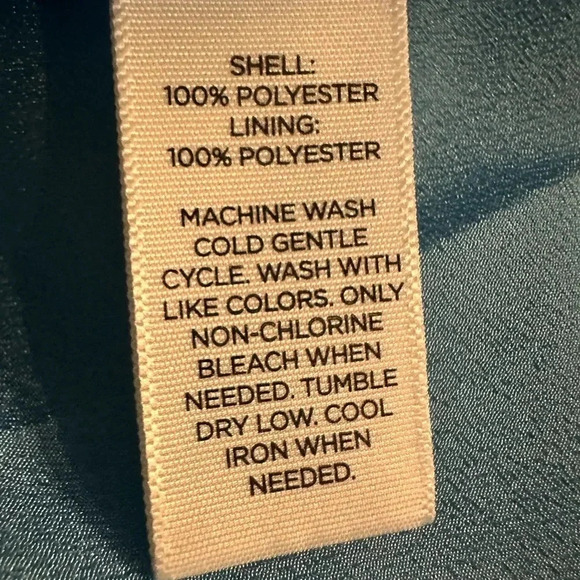 SHELL:
100% POLYESTER
LINING:
100% POLYESTER
MACHINE WASH
COLD GENTLE
CYCLE. WASH WITH
LIKE COLORS. ONLY
NON-CHLORINE
BLEACH WHEN
NEEDED. TUMBLE
DRY LOW. COOL
IRON WHEN
NEEDED.